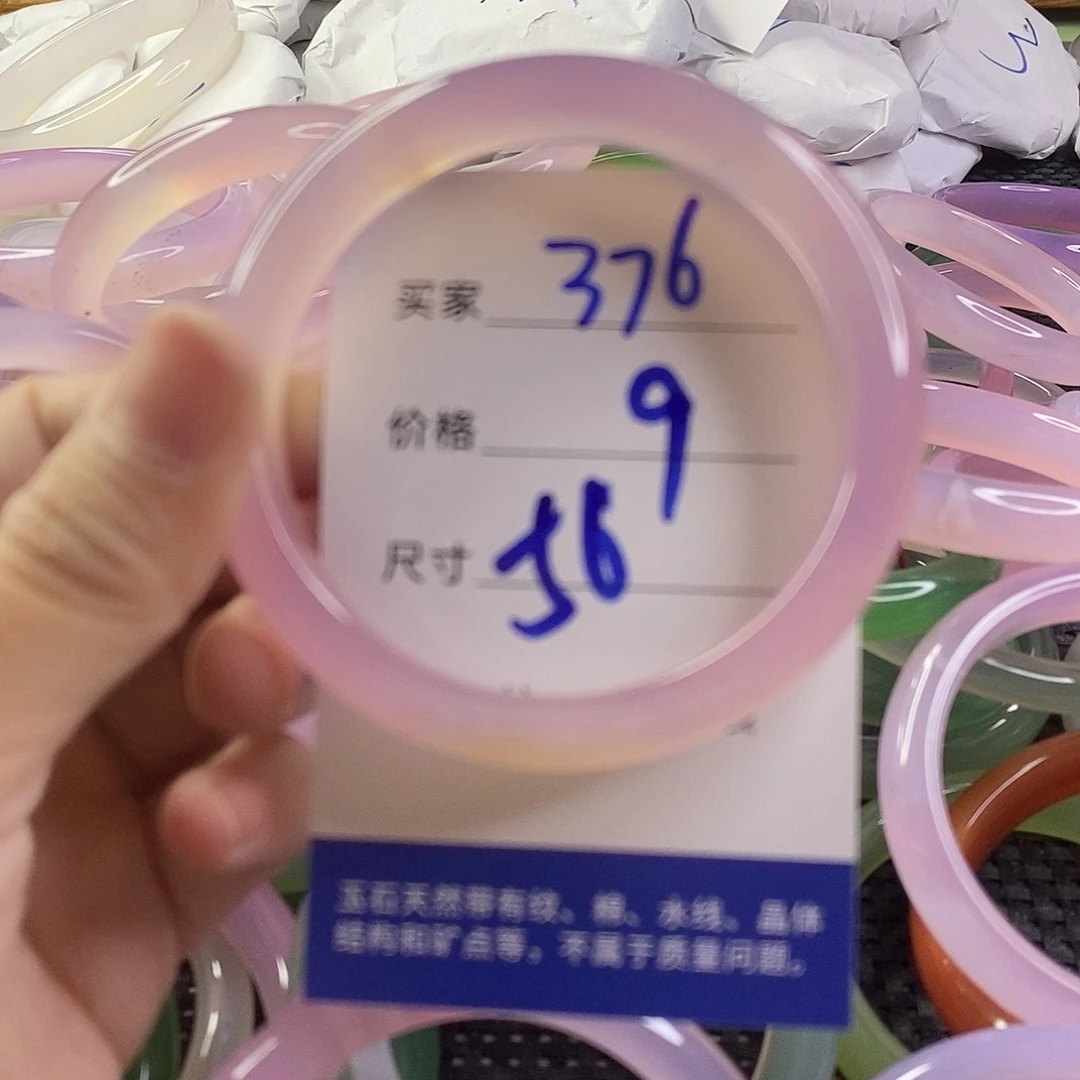 买家 376
价格 9
尺寸 56
玉石天然带有纹、棉、水线、晶体
结构和矿点等，不属于质量问题。